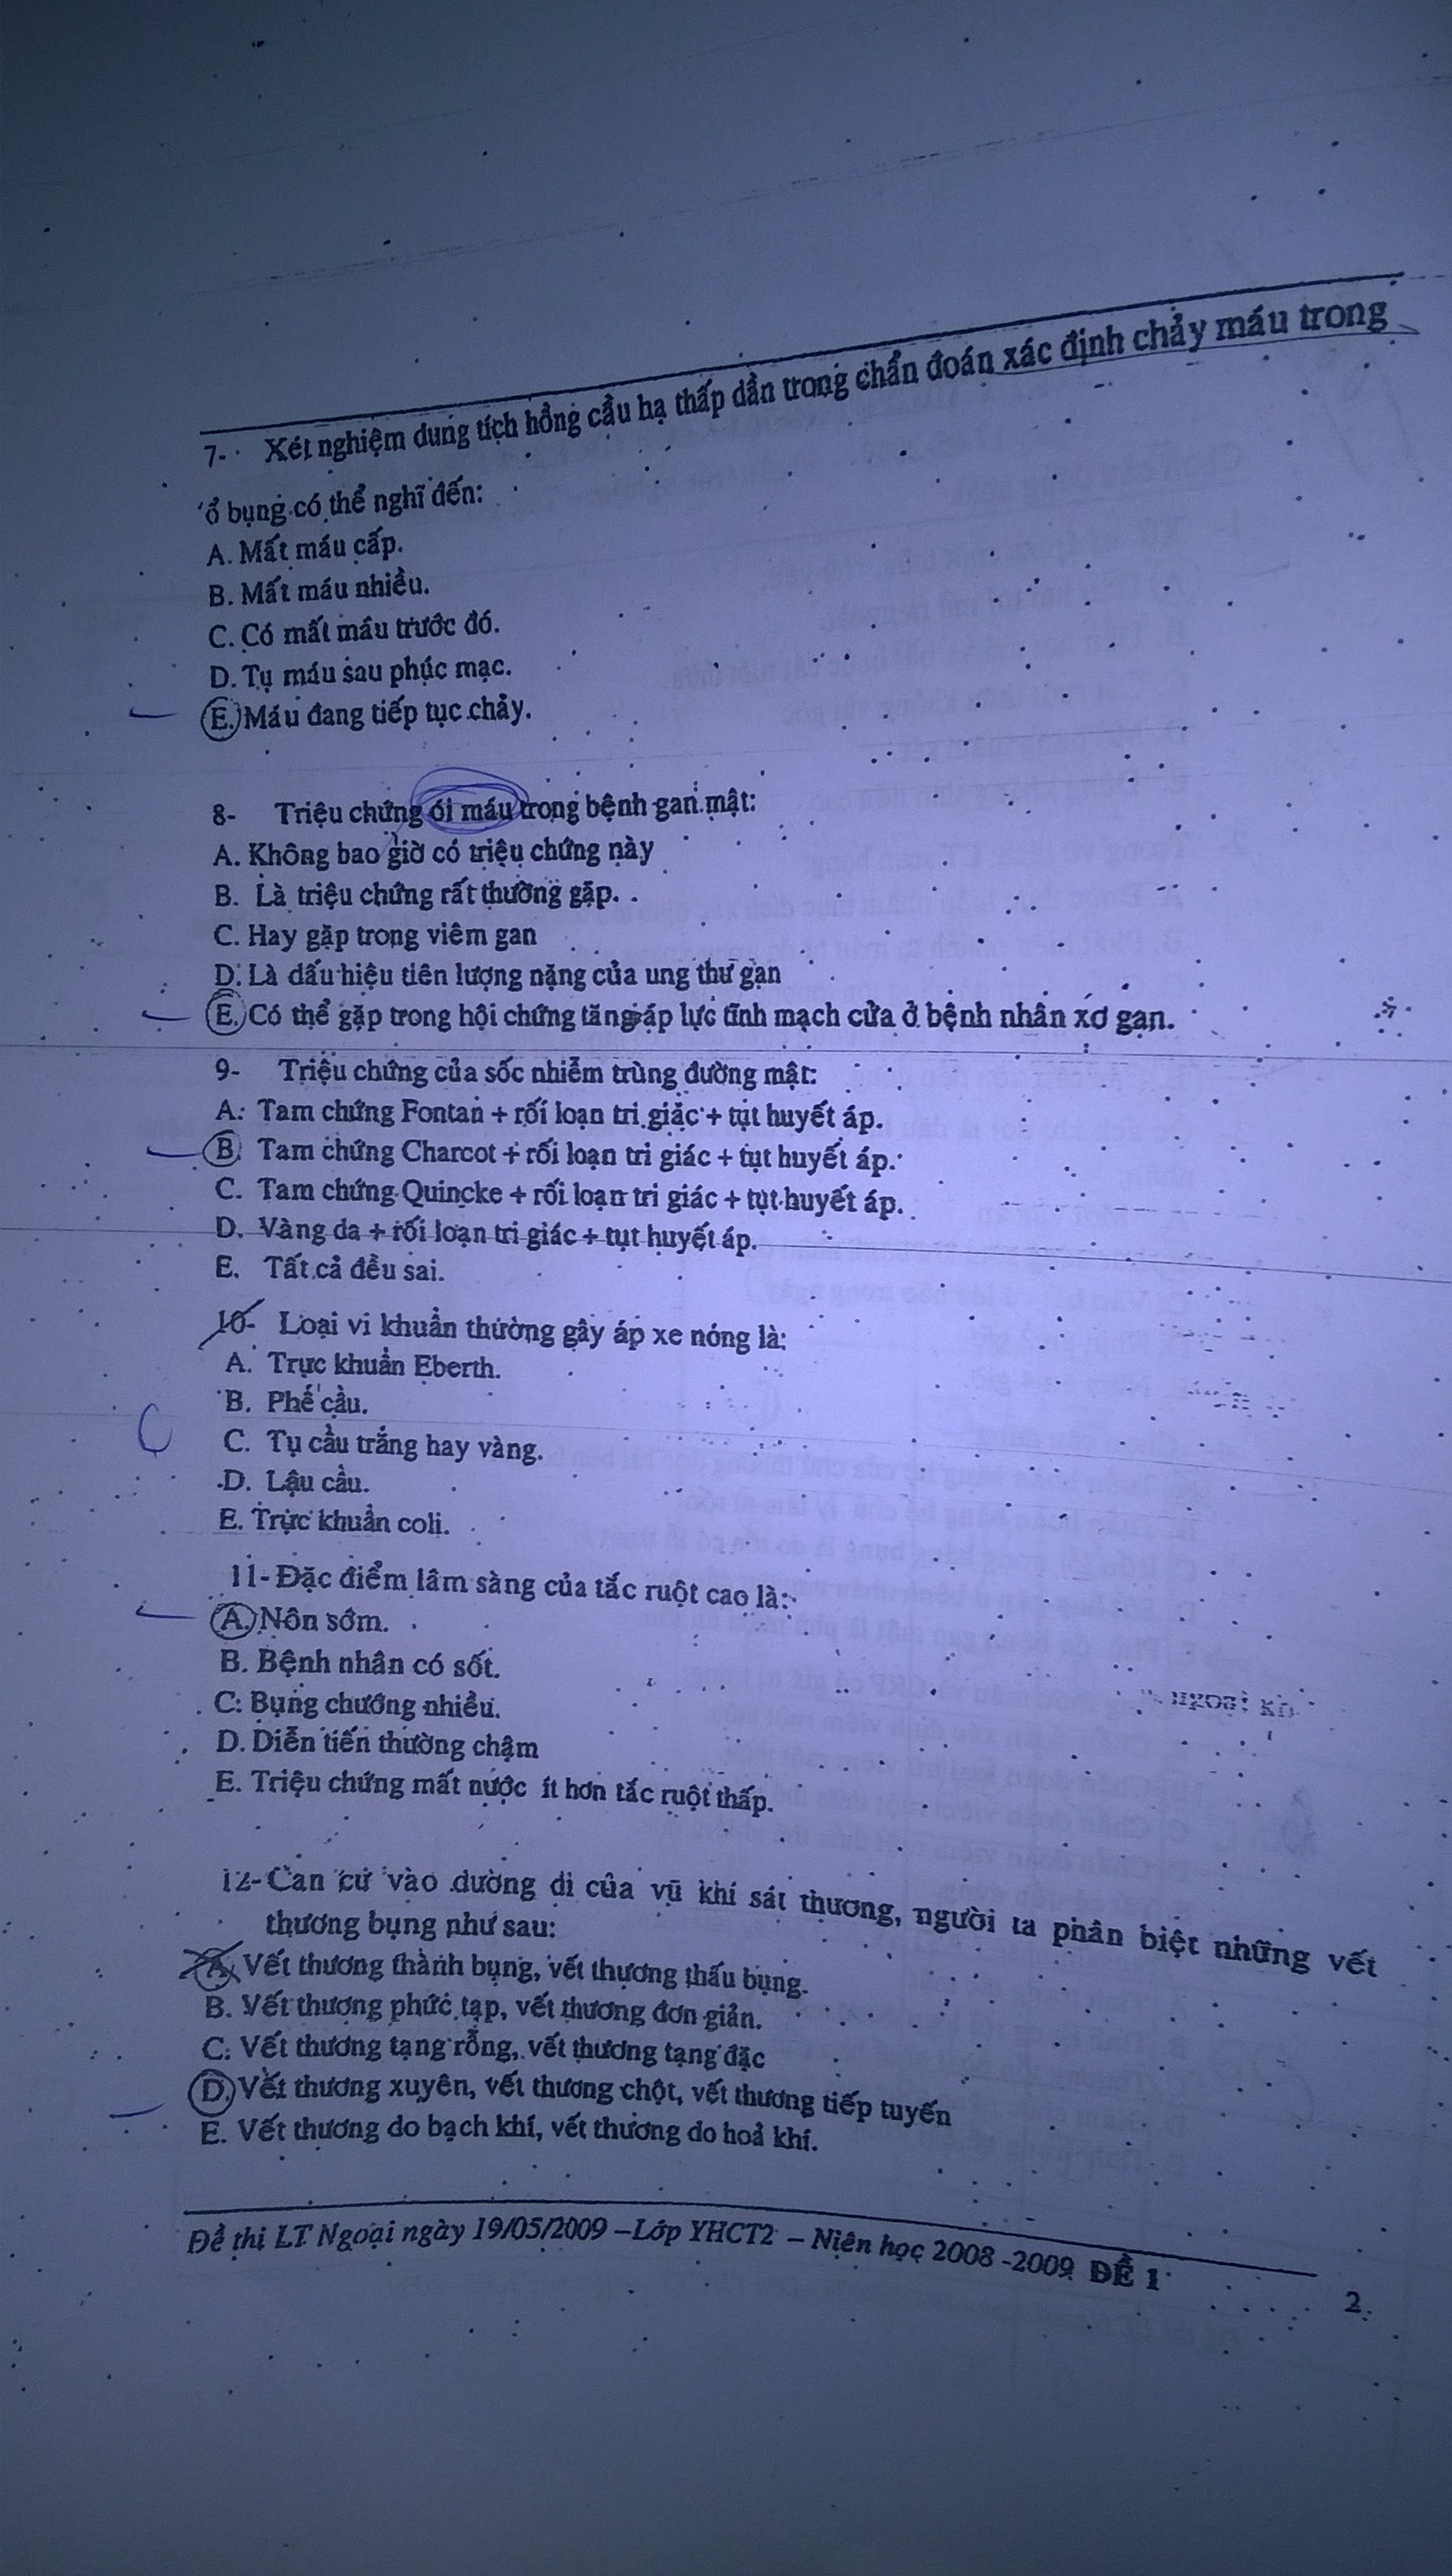 7- Xét nghiệm dung tích hồng cầu hạ thấp dần trong chẩn đoán xác định chảy máu trong
ổ bụng có thể nghĩ đến:
A. Mất máu cấp.
B. Mất máu nhiều.
C. Có mất máu trước đó.
D. Tụ máu sau phúc mạc.
E. Máu đang tiếp tục chảy.
8- Triệu chứng ói máu trong bệnh gan mật:
A. Không bao giờ có triệu chứng này
B. Là triệu chứng rất thường gặp.
C. Hay gặp trong viêm gan
D. Là dấu hiệu tiên lượng nặng của ung thư gan
E. Có thể gặp trong hội chứng tăng áp lực tĩnh mạch cửa ở bệnh nhân xơ gan.
9- Triệu chứng của sốc nhiễm trùng đường mật:
A. Tam chứng Fontan + rối loạn tri giác + tụt huyết áp.
B. Tam chứng Charcot + rối loạn tri giác + tụt huyết áp.
C. Tam chứng Quincke + rối loạn tri giác + tụt huyết áp.
D. Vàng da + rối loạn tri giác + tụt huyết áp.
E. Tất cả đều sai.
10- Loại vi khuẩn thường gây áp xe nóng là:
A. Trực khuẩn Eberth.
B. Phế cầu.
C
C. Tụ cầu trắng hay vàng.
D. Lậu cầu.
E. Trực khuẩn coli.
11- Đặc điểm lâm sàng của tắc ruột cao là:
A. Nôn sớm.
B. Bệnh nhân có sốt.
C. Bụng chướng nhiều.
D. Diễn tiến thường chậm
E. Triệu chứng mất nước ít hơn tắc ruột thấp.
12- Căn cứ vào đường đi của vũ khí sát thương, người ta phân biệt những vết
thương bụng như sau:
A. Vết thương thành bụng, vết thương thấu bụng.
B. Vết thương phức tạp, vết thương đơn giản.
C. Vết thương tạng rỗng, vết thương tạng đặc
D. Vết thương xuyên, vết thương chột, vết thương tiếp tuyến
E. Vết thương do bạch khí, vết thương do hoả khí.
Đề thi LT Ngoại ngày 19/05/2009 – Lớp YHCT2 – Niên học 2008 -2009 ĐỀ 1
2